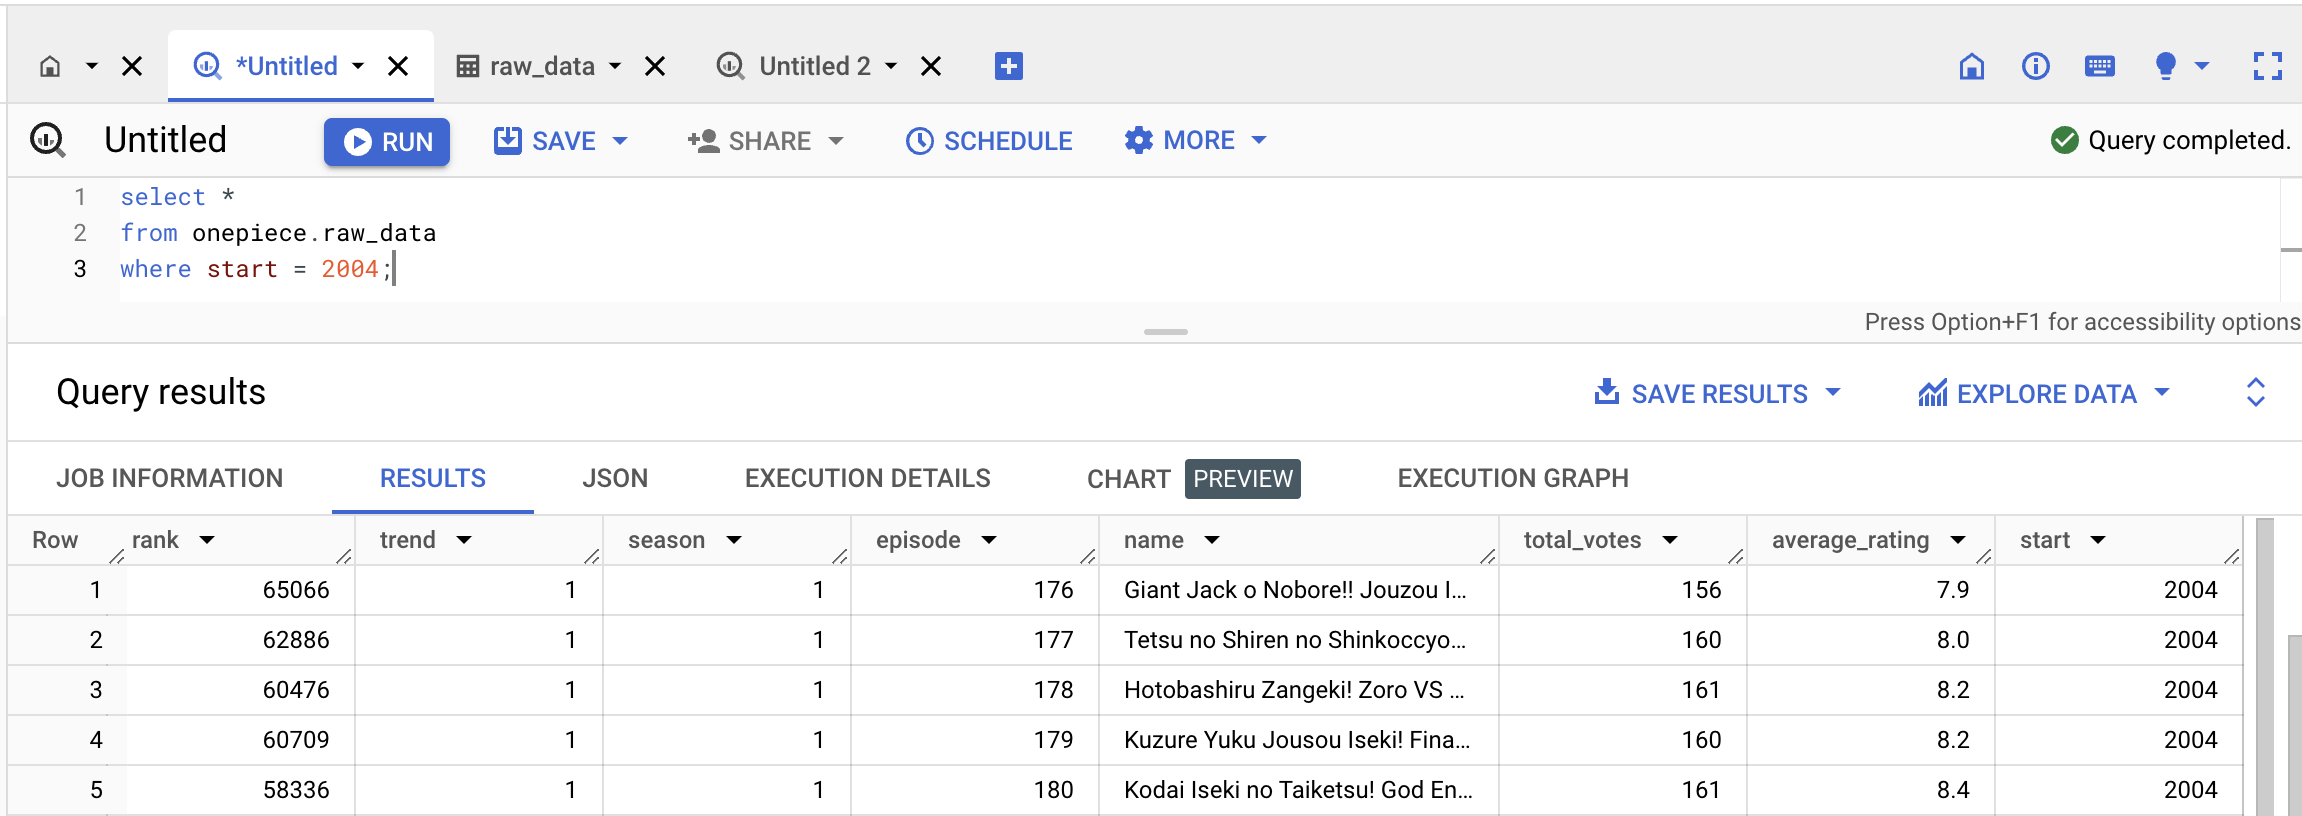 *Untitled raw_data Untitled 2
Untitled RUN SAVE SHARE SCHEDULE MORE Query completed.
1 select *
2 from onepiece.raw_data
3 where start = 2004;
Press Option+F1 for accessibility options
Query results SAVE RESULTS EXPLORE DATA
JOB INFORMATION RESULTS JSON EXECUTION DETAILS CHART PREVIEW EXECUTION GRAPH
Row rank trend season episode name total_votes average_rating start
1 65066 1 1 176 Giant Jack o Nobore!! Jouzou I... 156 7.9 2004
2 62886 1 1 177 Tetsu no Shiren no Shinkoccyo... 160 8.0 2004
3 60476 1 1 178 Hotobashiru Zangeki! Zoro VS ... 161 8.2 2004
4 60709 1 1 179 Kuzure Yuku Jousou Iseki! Fina... 160 8.2 2004
5 58336 1 1 180 Kodai Iseki no Taiketsu! God En... 161 8.4 2004